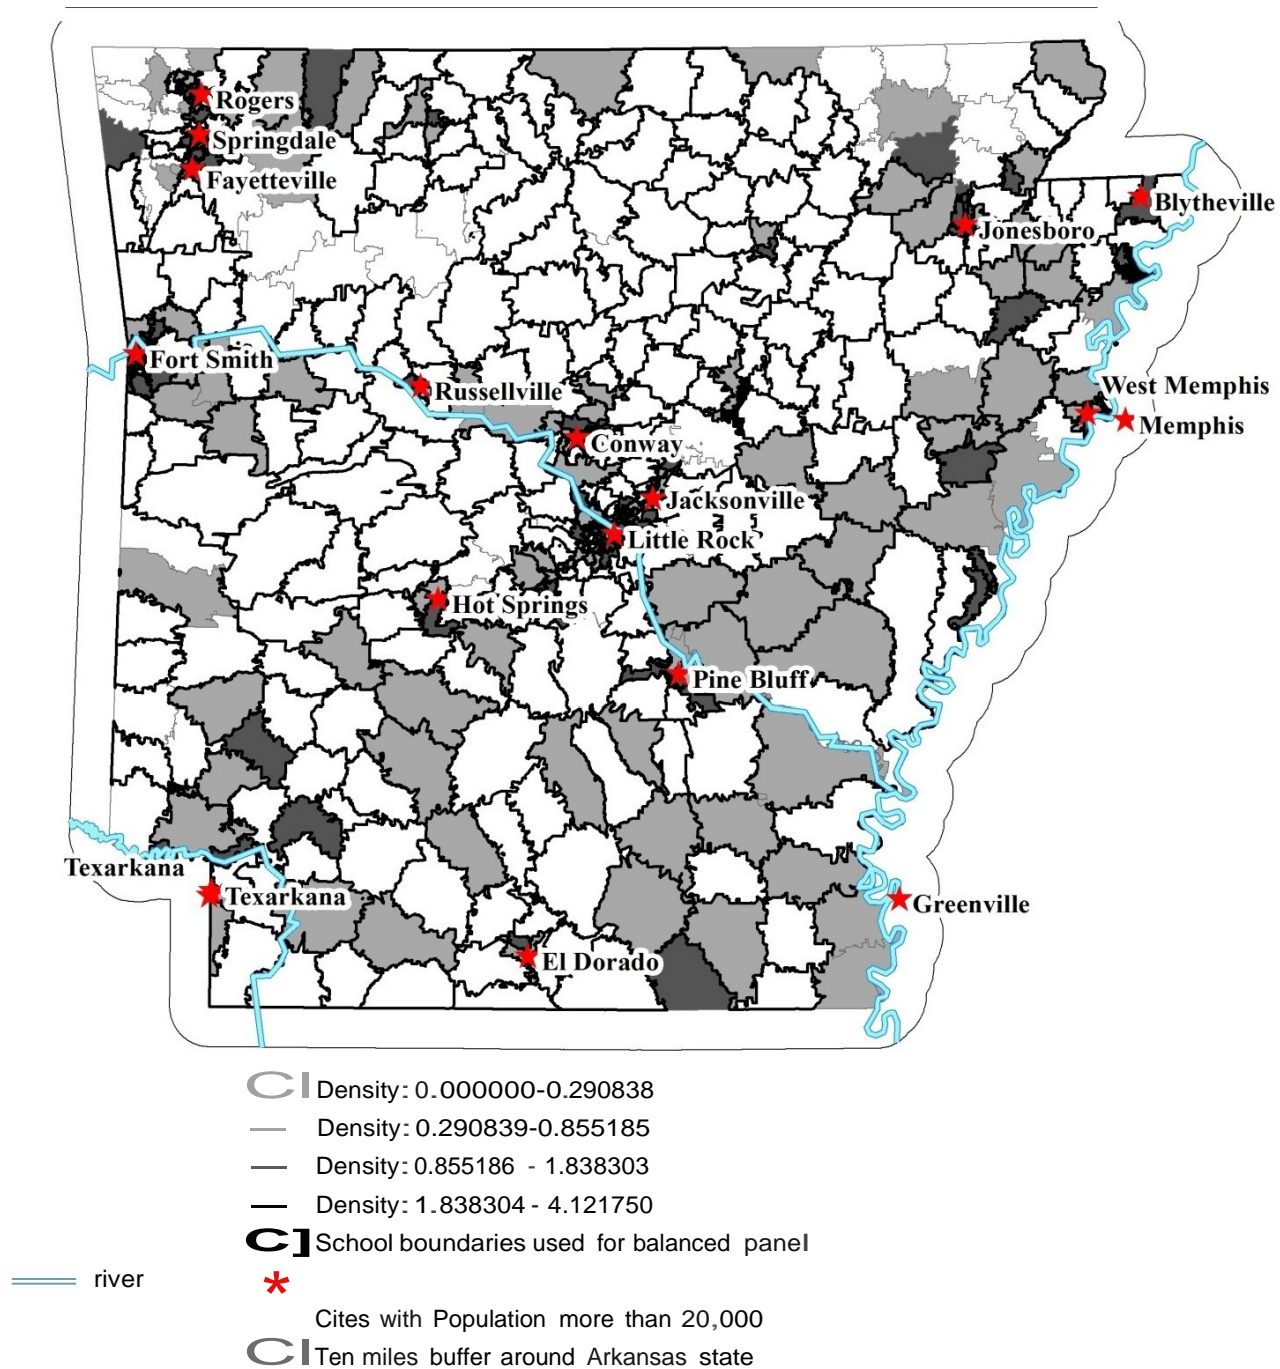 Rogers
Springdale
Fayetteville
Blytheville
Jonesboro
Fort Smith
Russellville
West Memphis
Memphis
Conway
Jacksonville
Little Rock
Hot Springs
Pine Bluff
Texarkana
Texarkana
Greenville
El Dorado
CI Density: 0.000000-0.290838
Density: 0.290839-0.855185
Density: 0.855186 - 1.838303
Density: 1.838304 - 4.121750
C] School boundaries used for balanced panel
river *
Cites with Population more than 20,000
CI Ten miles buffer around Arkansas state